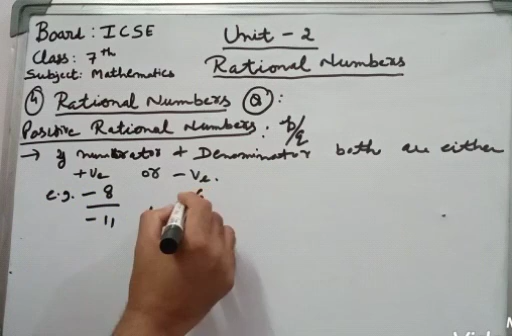 Board: ICSE
Unit - 2
Class: 7th
Subject: Mathematics
Rational Numbers
④ Rational Numbers Ⓠ:
Positive Rational Numbers: p/q
→ If numerator + Denominator both are either
+ve or -ve.
e.g. -8/-11